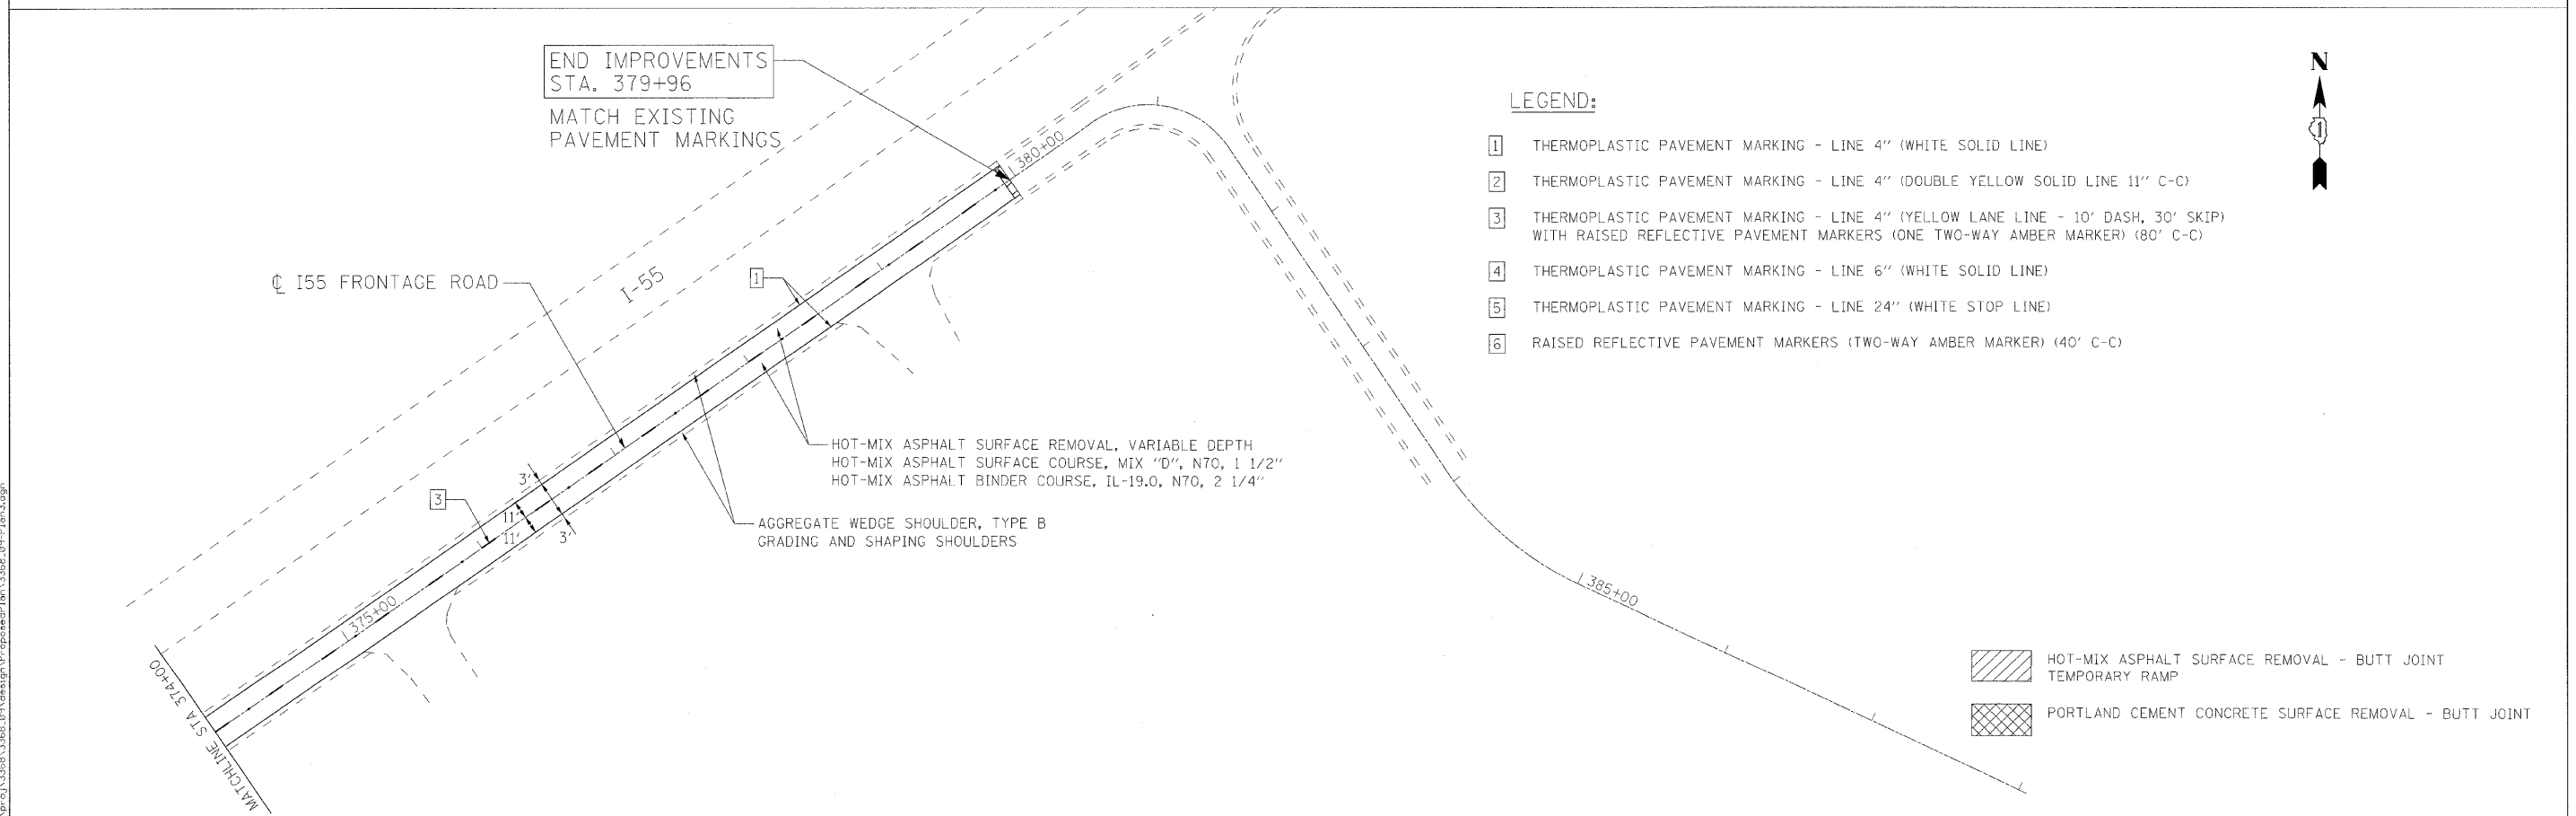 END IMPROVEMENTS
STA. 379+96
MATCH EXISTING
PAVEMENT MARKINGS
380+00
℄ I55 FRONTAGE ROAD
I-55
1
HOT-MIX ASPHALT SURFACE REMOVAL, VARIABLE DEPTH
HOT-MIX ASPHALT SURFACE COURSE, MIX "D", N70, 1 1/2"
HOT-MIX ASPHALT BINDER COURSE, IL-19.0, N70, 2 1/4"
3'
3
11'
11'
3'
AGGREGATE WEDGE SHOULDER, TYPE B
GRADING AND SHAPING SHOULDERS
375+00
MATCHLINE STA 374+00
385+00
N
1
LEGEND:
1 THERMOPLASTIC PAVEMENT MARKING - LINE 4" (WHITE SOLID LINE)
2 THERMOPLASTIC PAVEMENT MARKING - LINE 4" (DOUBLE YELLOW SOLID LINE 11" C-C)
3 THERMOPLASTIC PAVEMENT MARKING - LINE 4" (YELLOW LANE LINE - 10' DASH, 30' SKIP)
WITH RAISED REFLECTIVE PAVEMENT MARKERS (ONE TWO-WAY AMBER MARKER) (80' C-C)
4 THERMOPLASTIC PAVEMENT MARKING - LINE 6" (WHITE SOLID LINE)
5 THERMOPLASTIC PAVEMENT MARKING - LINE 24" (WHITE STOP LINE)
6 RAISED REFLECTIVE PAVEMENT MARKERS (TWO-WAY AMBER MARKER) (40' C-C)
HOT-MIX ASPHALT SURFACE REMOVAL - BUTT JOINT
TEMPORARY RAMP
PORTLAND CEMENT CONCRETE SURFACE REMOVAL - BUTT JOINT